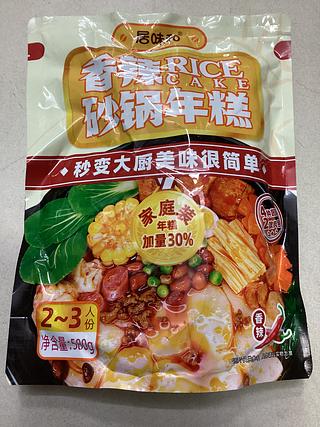 居味和
香辣RICE
CAKE
砂锅年糕
秒变大厨美味很简单
家庭装
年糕
加量30%
2~3人份
净含量:500g
香辣